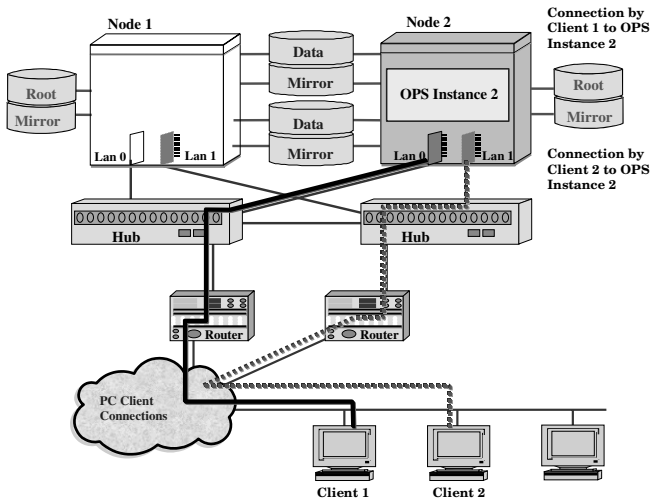 Node 1
Node 2
Connection by
Client 1 to OPS
Instance 2
Data
Mirror
Root
Mirror
OPS Instance 2
Root
Mirror
Data
Mirror
Lan 0
Lan 1
Lan 0
Lan 1
Connection by
Client 2 to OPS
Instance 2
Hub
Hub
Router
Router
PC Client
Connections
Client 1
Client 2